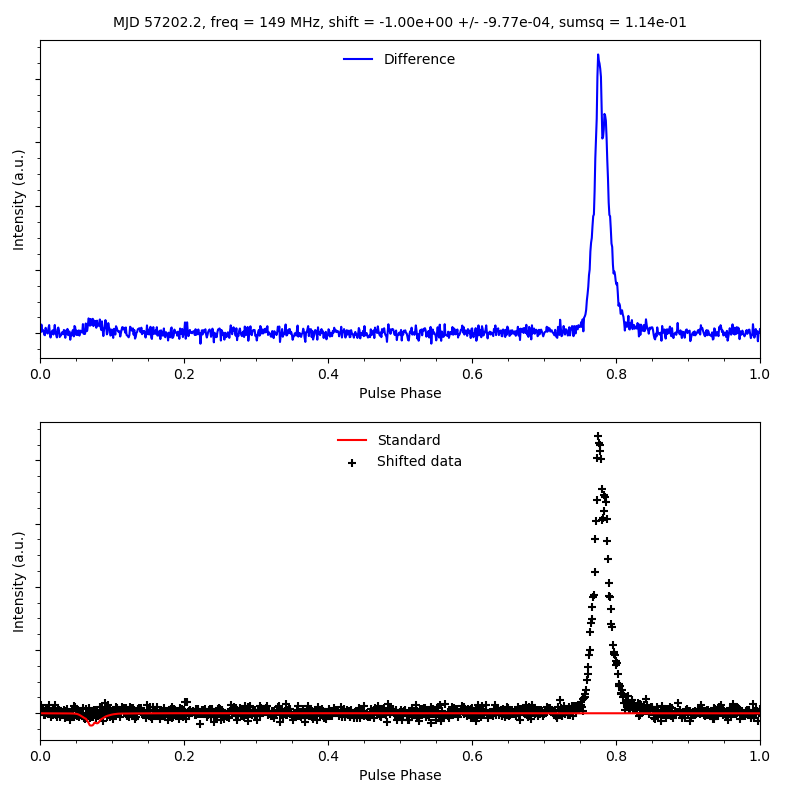 MJD 57202.2, freq = 149 MHz, shift = -1.00e+00 +/- -9.77e-04, sumsq = 1.14e-01
Difference
Intensity (a.u.)
0.0 0.2 0.4 0.6 0.8 1.0
Pulse Phase
Standard
Shifted data
Intensity (a.u.)
0.0 0.2 0.4 0.6 0.8 1.0
Pulse Phase